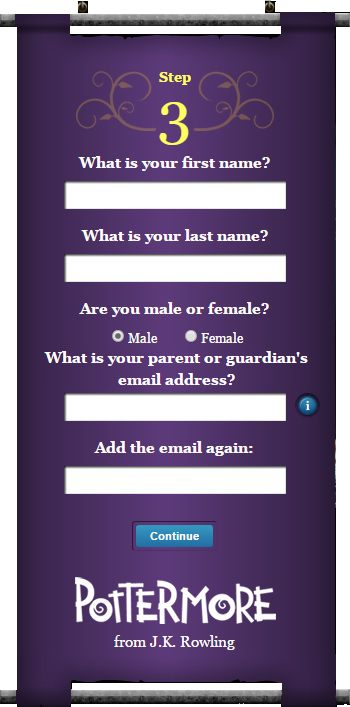 Step
3
What is your first name?
What is your last name?
Are you male or female?
Male Female
What is your parent or guardian's
email address?
i
Add the email again:
Continue
POTTERMORE
from J.K. Rowling